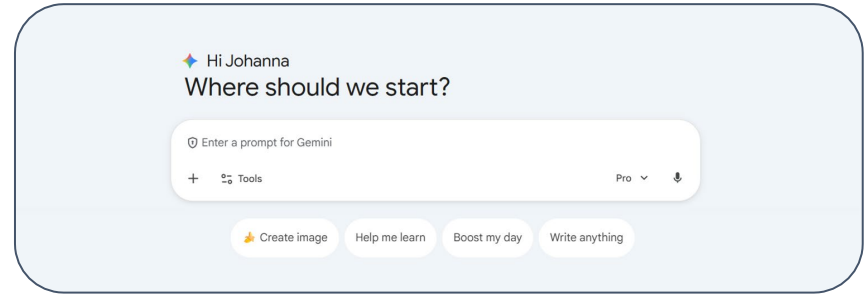 Hi Johanna
Where should we start?
Enter a prompt for Gemini
Tools
Pro
Create image
Help me learn
Boost my day
Write anything